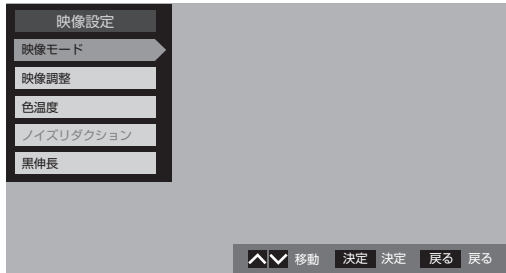 映像設定
映像モード
映像調整
色温度
ノイズリダクション
黒伸長
移動 決定 決定 戻る 戻る